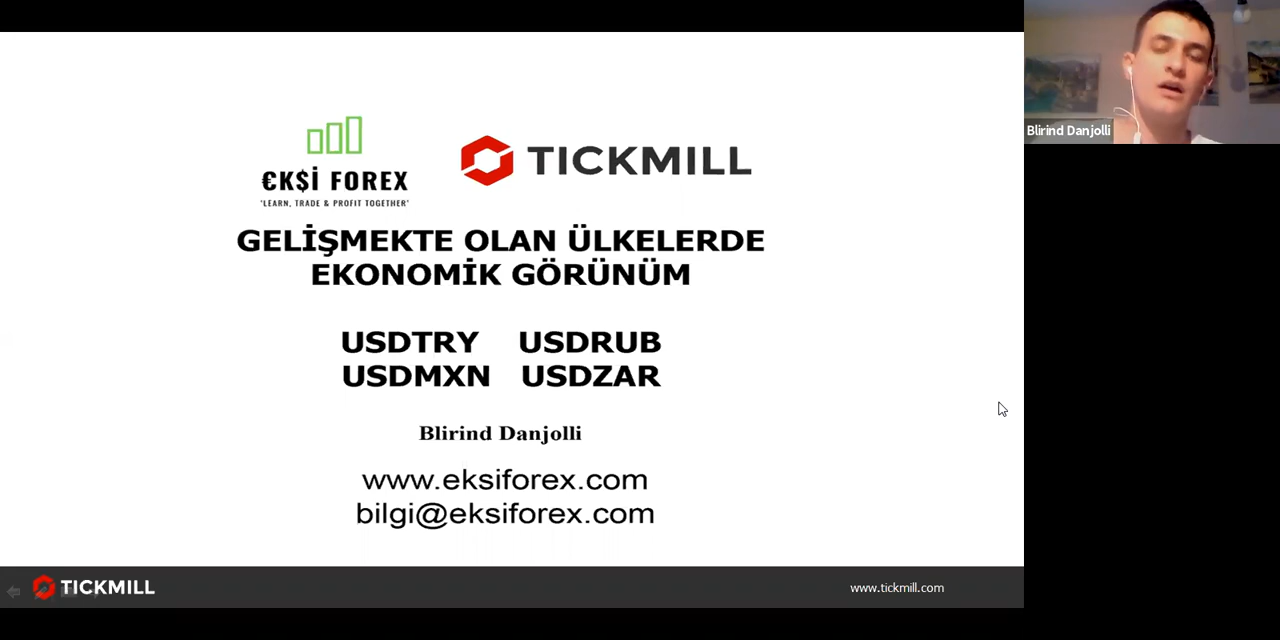 €K$İ FOREX
'LEARN, TRADE & PROFIT TOGETHER'
TICKMILL
GELİŞMEKTE OLAN ÜLKELERDE
EKONOMİK GÖRÜNÜM
USDTRY USDRUB
USDMXN USDZAR
Blirind Danjolli
www.eksiforex.com
bilgi@eksiforex.com
TICKMILL
www.tickmill.com
Blirind Danjolli